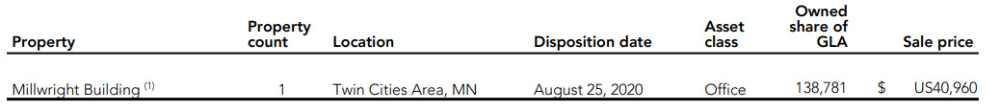 Property Property count Location Disposition date Asset class Owned share of GLA Sale price
Millwright Building (1) 1 Twin Cities Area, MN August 25, 2020 Office 138,781 $ US40,960